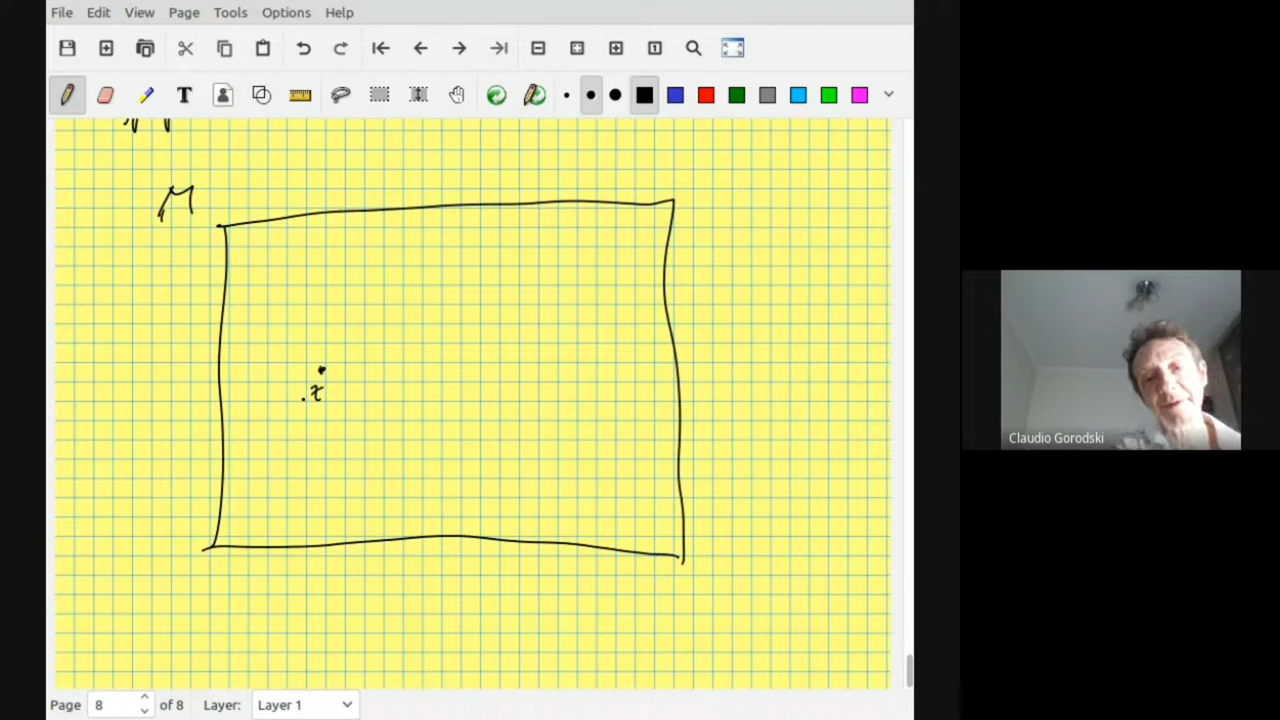 File Edit View Page Tools Options Help
M
x
Claudio Gorodski
Page 8 of 8 Layer: Layer 1